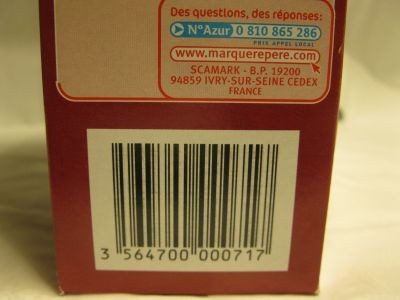 Des questions, des réponses:
N°Azur 0 810 865 286
PRIX APPEL LOCAL
www.marquerepere.com
SCAMARK - B.P. 19200
94859 IVRY-SUR-SEINE CEDEX
FRANCE
3 564700 000717